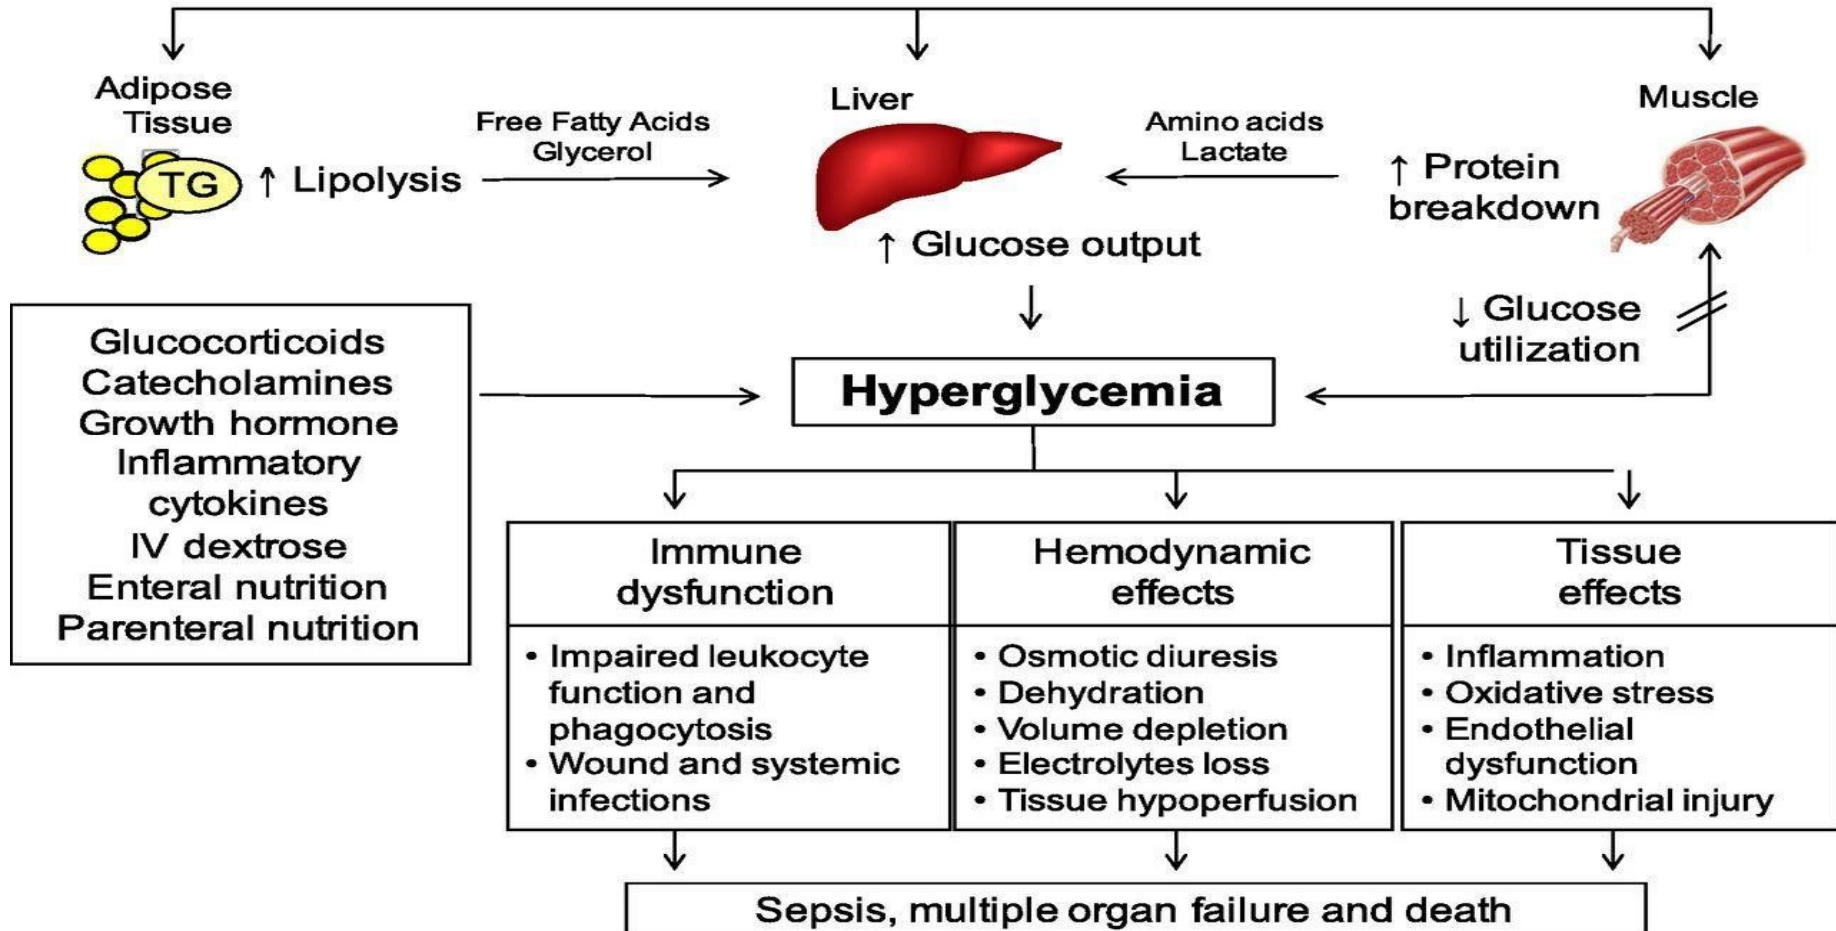 Adipose
Tissue
TG
↑ Lipolysis
Free Fatty Acids
Glycerol
Liver
↑ Glucose output
Amino acids
Lactate
Muscle
↑ Protein
breakdown
↓ Glucose
utilization
Glucocorticoids
Catecholamines
Growth hormone
Inflammatory
cytokines
IV dextrose
Enteral nutrition
Parenteral nutrition
Hyperglycemia
Immune
dysfunction
• Impaired leukocyte
function and
phagocytosis
• Wound and systemic
infections
Hemodynamic
effects
• Osmotic diuresis
• Dehydration
• Volume depletion
• Electrolytes loss
• Tissue hypoperfusion
Tissue
effects
• Inflammation
• Oxidative stress
• Endothelial
dysfunction
• Mitochondrial injury
Sepsis, multiple organ failure and death